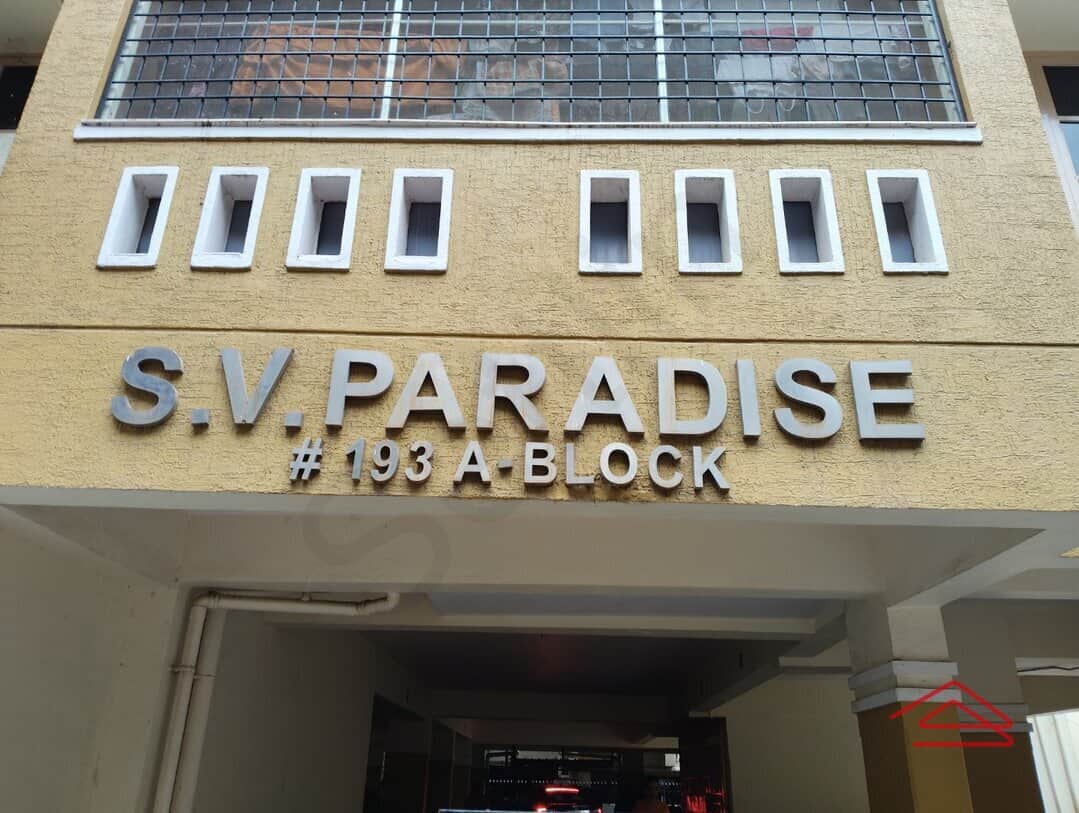 S.V.PARADISE
# 193 A-BLOCK